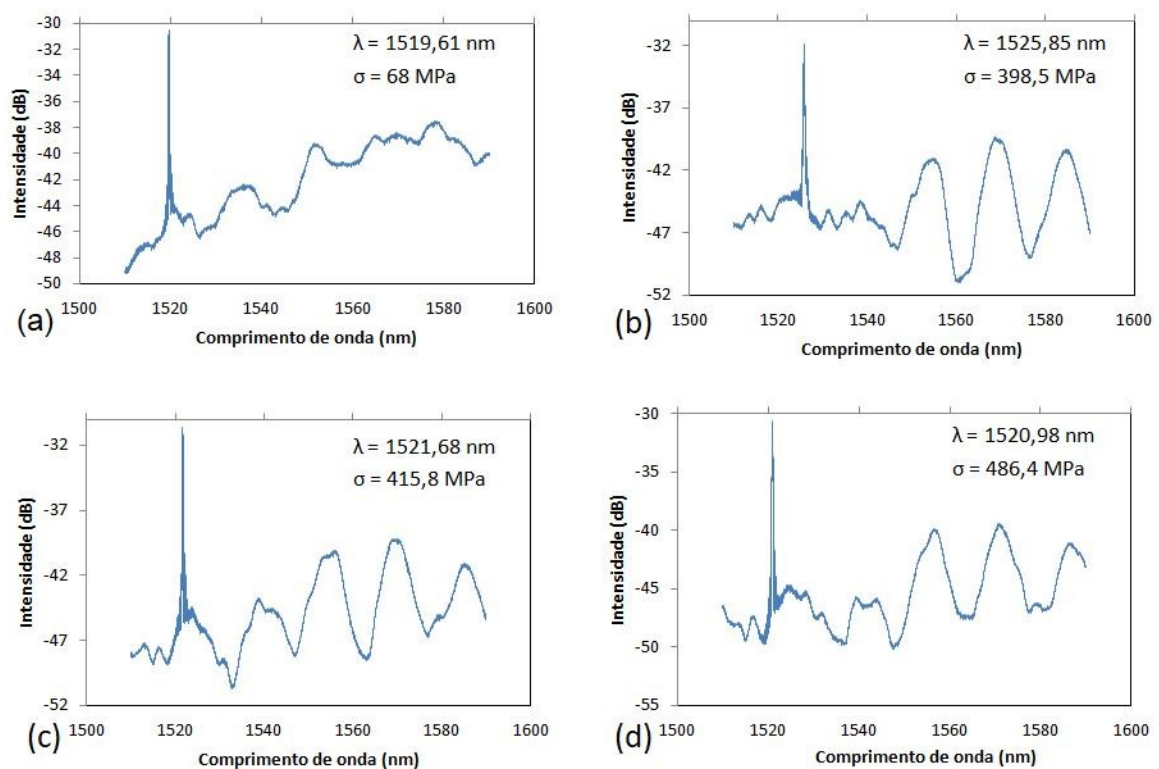 -30
-32
-34
-36
-38
-40
-42
-44
-46
-48
-50
Intensidade (dB)
λ = 1519,61 nm
σ = 68 MPa
1500 1520 1540 1560 1580 1600
Comprimento de onda (nm)
(a)
-32
-37
-42
-47
-52
Intensidade (dB)
λ = 1525,85 nm
σ = 398,5 MPa
1500 1520 1540 1560 1580 1600
Comprimento de onda (nm)
(b)
-32
-37
-42
-47
-52
Intensidade (dB)
λ = 1521,68 nm
σ = 415,8 MPa
1500 1520 1540 1560 1580 1600
Comprimento de onda (nm)
(c)
-30
-35
-40
-45
-50
-55
Intensidade (dB)
λ = 1520,98 nm
σ = 486,4 MPa
1500 1520 1540 1560 1580 1600
Comprimento de onda (nm)
(d)